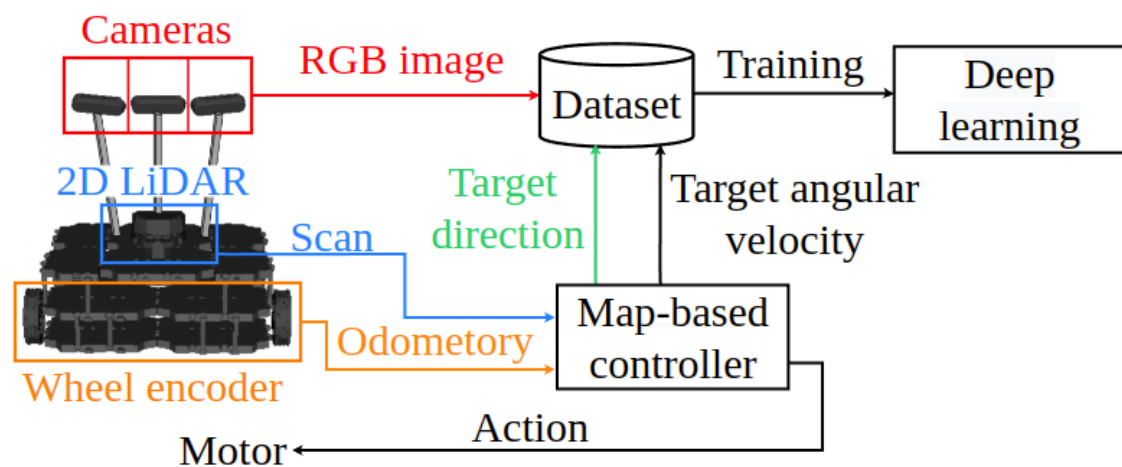 Cameras
RGB image
Dataset
Training
Deep
learning
2D LiDAR
Scan
Target
direction
Target angular
velocity
Odometory
Wheel encoder
Map-based
controller
Action
Motor